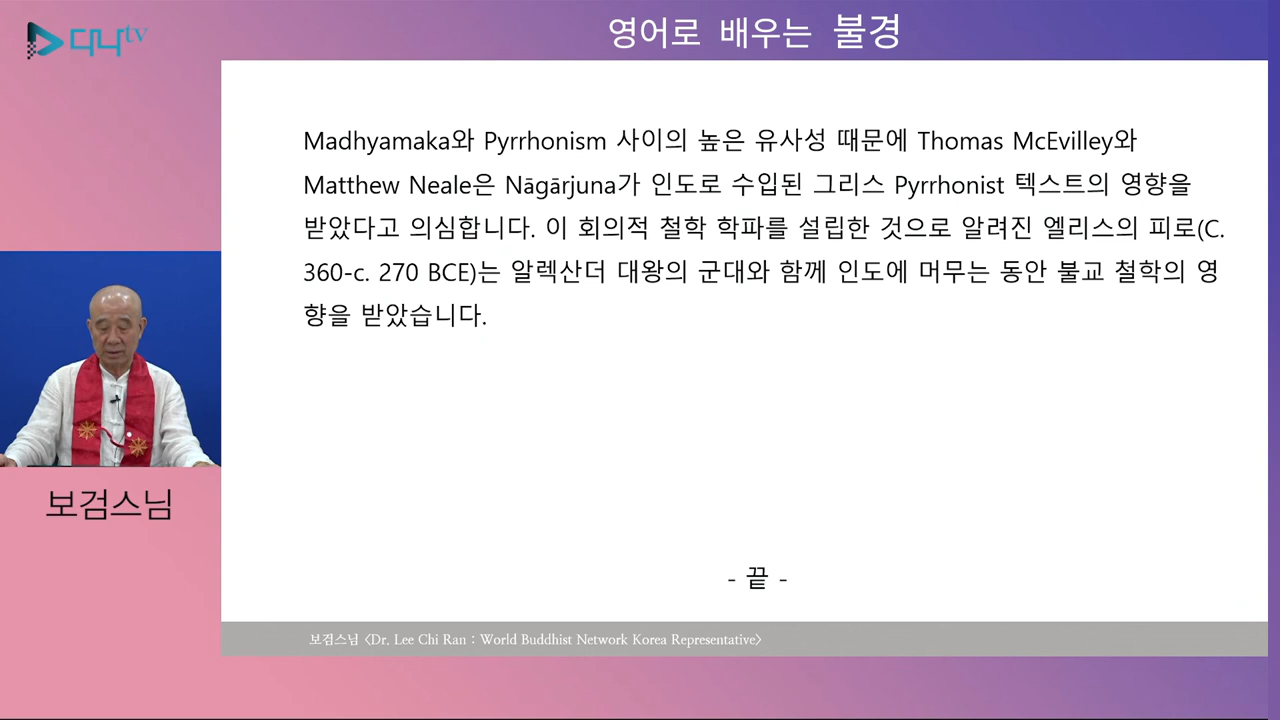 다나tv
영어로 배우는 불경
Madhyamaka와 Pyrrhonism 사이의 높은 유사성 때문에 Thomas McEvilley와
Matthew Neale은 Nāgārjuna가 인도로 수입된 그리스 Pyrrhonist 텍스트의 영향을
받았다고 의심합니다. 이 회의적 철학 학파를 설립한 것으로 알려진 엘리스의 피로(C.
360-c. 270 BCE)는 알렉산더 대왕의 군대와 함께 인도에 머무는 동안 불교 철학의 영
향을 받았습니다.
보검스님
- 끝 -
보검스님 <Dr. Lee Chi Ran : World Buddhist Network Korea Representative>